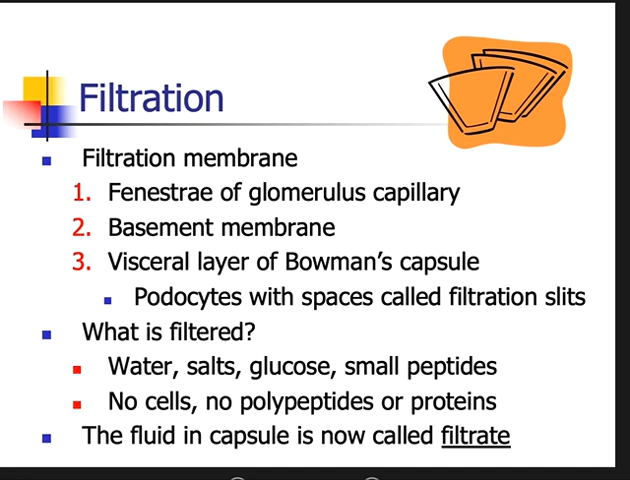 Filtration
Filtration membrane
1. Fenestrae of glomerulus capillary
2. Basement membrane
3. Visceral layer of Bowman's capsule
Podocytes with spaces called filtration slits
What is filtered?
Water, salts, glucose, small peptides
No cells, no polypeptides or proteins
The fluid in capsule is now called filtrate